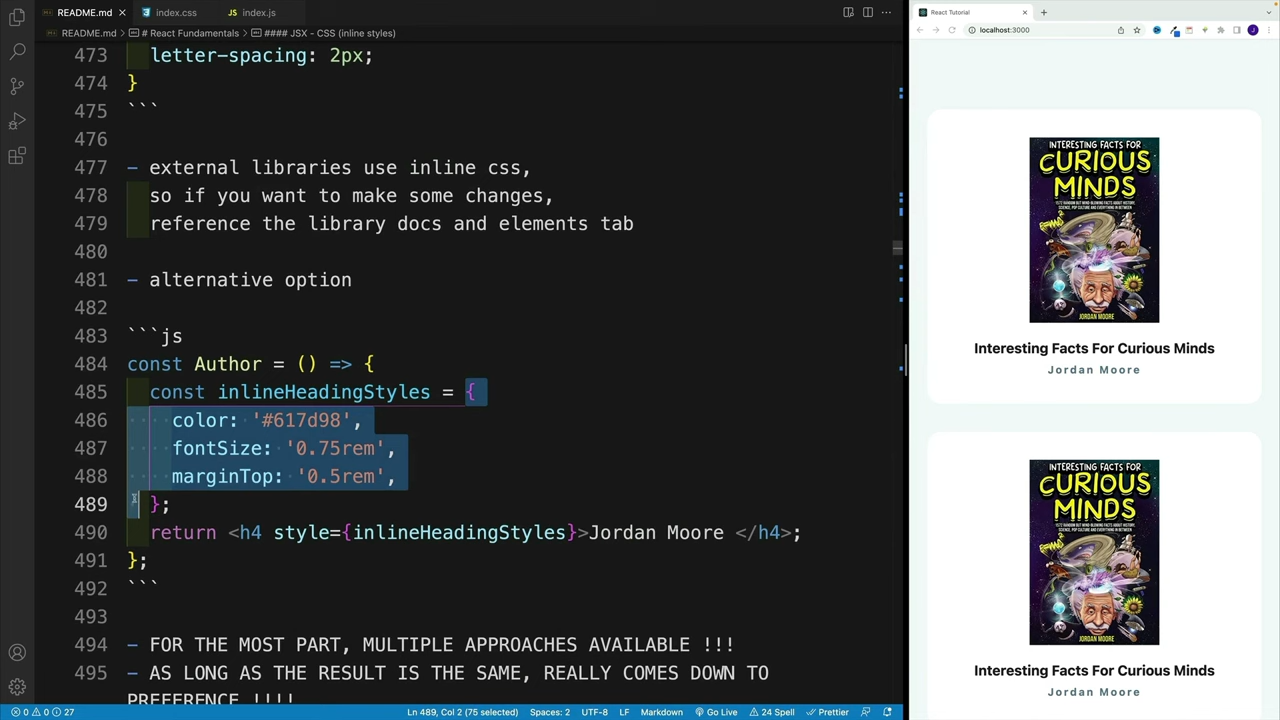 README.md
index.css
JS index.js
README.md > # React Fundamentals > #### JSX - CSS (inline styles)
473 letter-spacing: 2px;
474 }
475 ```
476
477 - external libraries use inline css,
478 so if you want to make some changes,
479 reference the library docs and elements tab
480
481 - alternative option
482
483 ```js
484 const Author = () => {
485 const inlineHeadingStyles = {
486 color: '#617d98',
487 fontSize: '0.75rem',
488 marginTop: '0.5rem',
489 };
490 return <h4 style={inlineHeadingStyles}>Jordan Moore </h4>;
491 };
492 ```
493
494 - FOR THE MOST PART, MULTIPLE APPROACHES AVAILABLE !!!
495 - AS LONG AS THE RESULT IS THE SAME, REALLY COMES DOWN TO
PREFERENCE !!!!
0 0 27
Ln 489, Col 2 (75 selected)
Spaces: 2
UTF-8
LF
Markdown
Go Live
24 Spell
Prettier
React Tutorial
localhost:3000
J
INTERESTING FACTS FOR
CURIOUS
MINDS
JORDAN MOORE
Interesting Facts For Curious Minds
Jordan Moore
INTERESTING FACTS FOR
CURIOUS
MINDS
JORDAN MOORE
Interesting Facts For Curious Minds
Jordan Moore